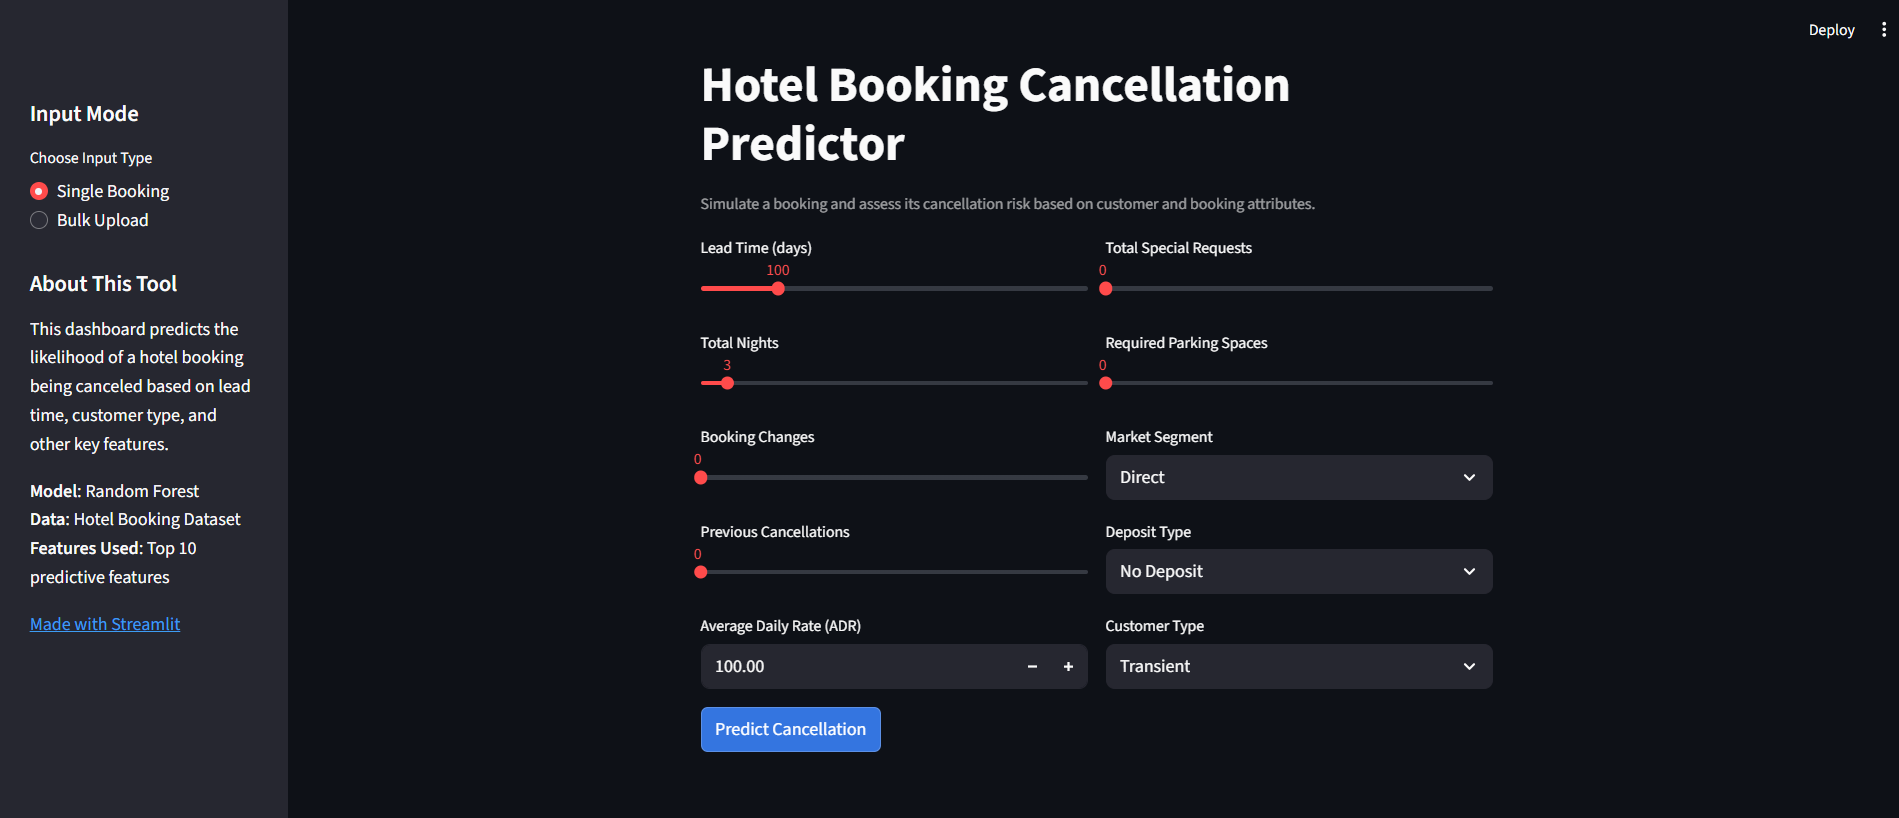 Deploy
Input Mode
Choose Input Type
Single Booking
Bulk Upload
About This Tool
This dashboard predicts the
likelihood of a hotel booking
being canceled based on lead
time, customer type, and
other key features.
Model: Random Forest
Data: Hotel Booking Dataset
Features Used: Top 10
predictive features
Made with Streamlit
Hotel Booking Cancellation
Predictor
Simulate a booking and assess its cancellation risk based on customer and booking attributes.
Lead Time (days)
100
Total Nights
3
Booking Changes
0
Previous Cancellations
0
Average Daily Rate (ADR)
100.00
Total Special Requests
0
Required Parking Spaces
0
Market Segment
Direct
Deposit Type
No Deposit
Customer Type
Transient
Predict Cancellation